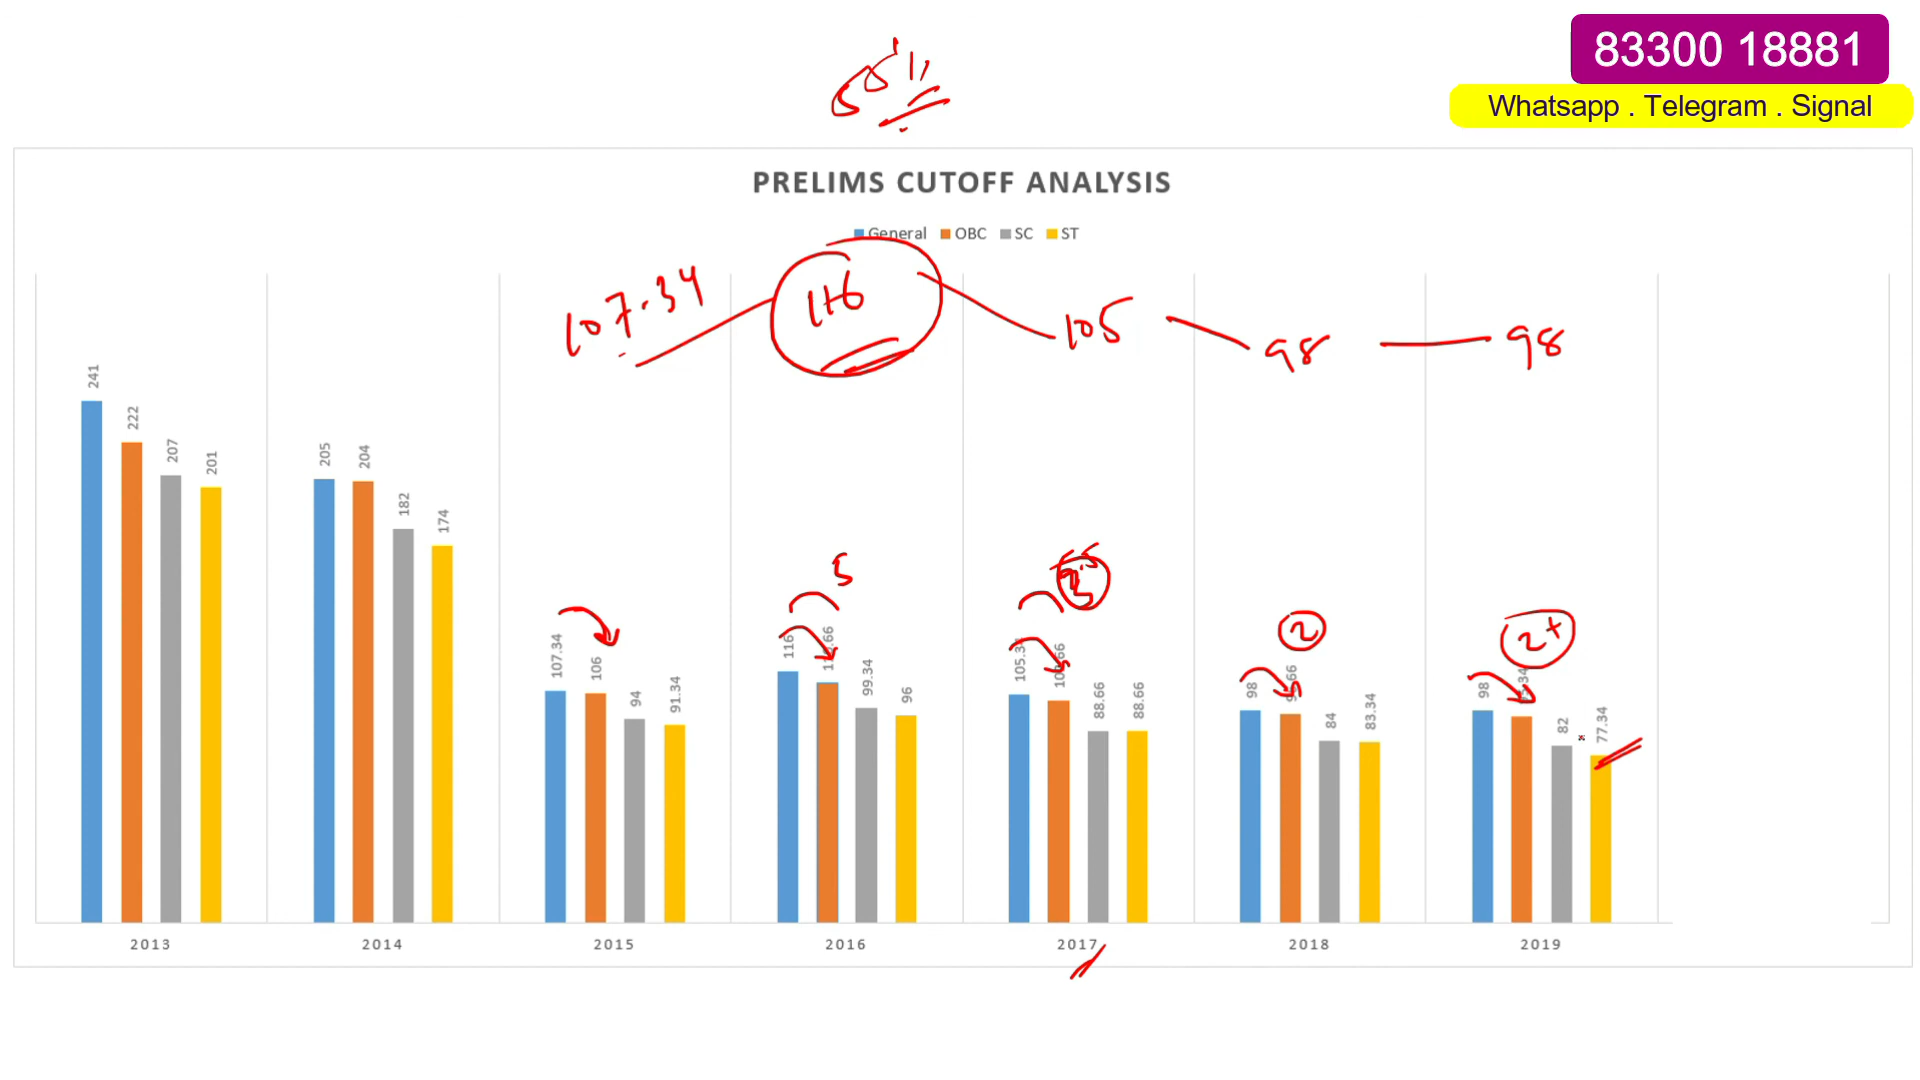 83300 18881
Whatsapp . Telegram . Signal
PRELIMS CUTOFF ANALYSIS
General OBC SC ST
107.34 116 105 98 98
241 222 207 201
205 204 182 174
107.34 106 94 91.34
5
116 99.34 96
88.66 88.66
2
98 84 83.34
2+
98 82 77.34
2013 2014 2015 2016 2017 2018 2019